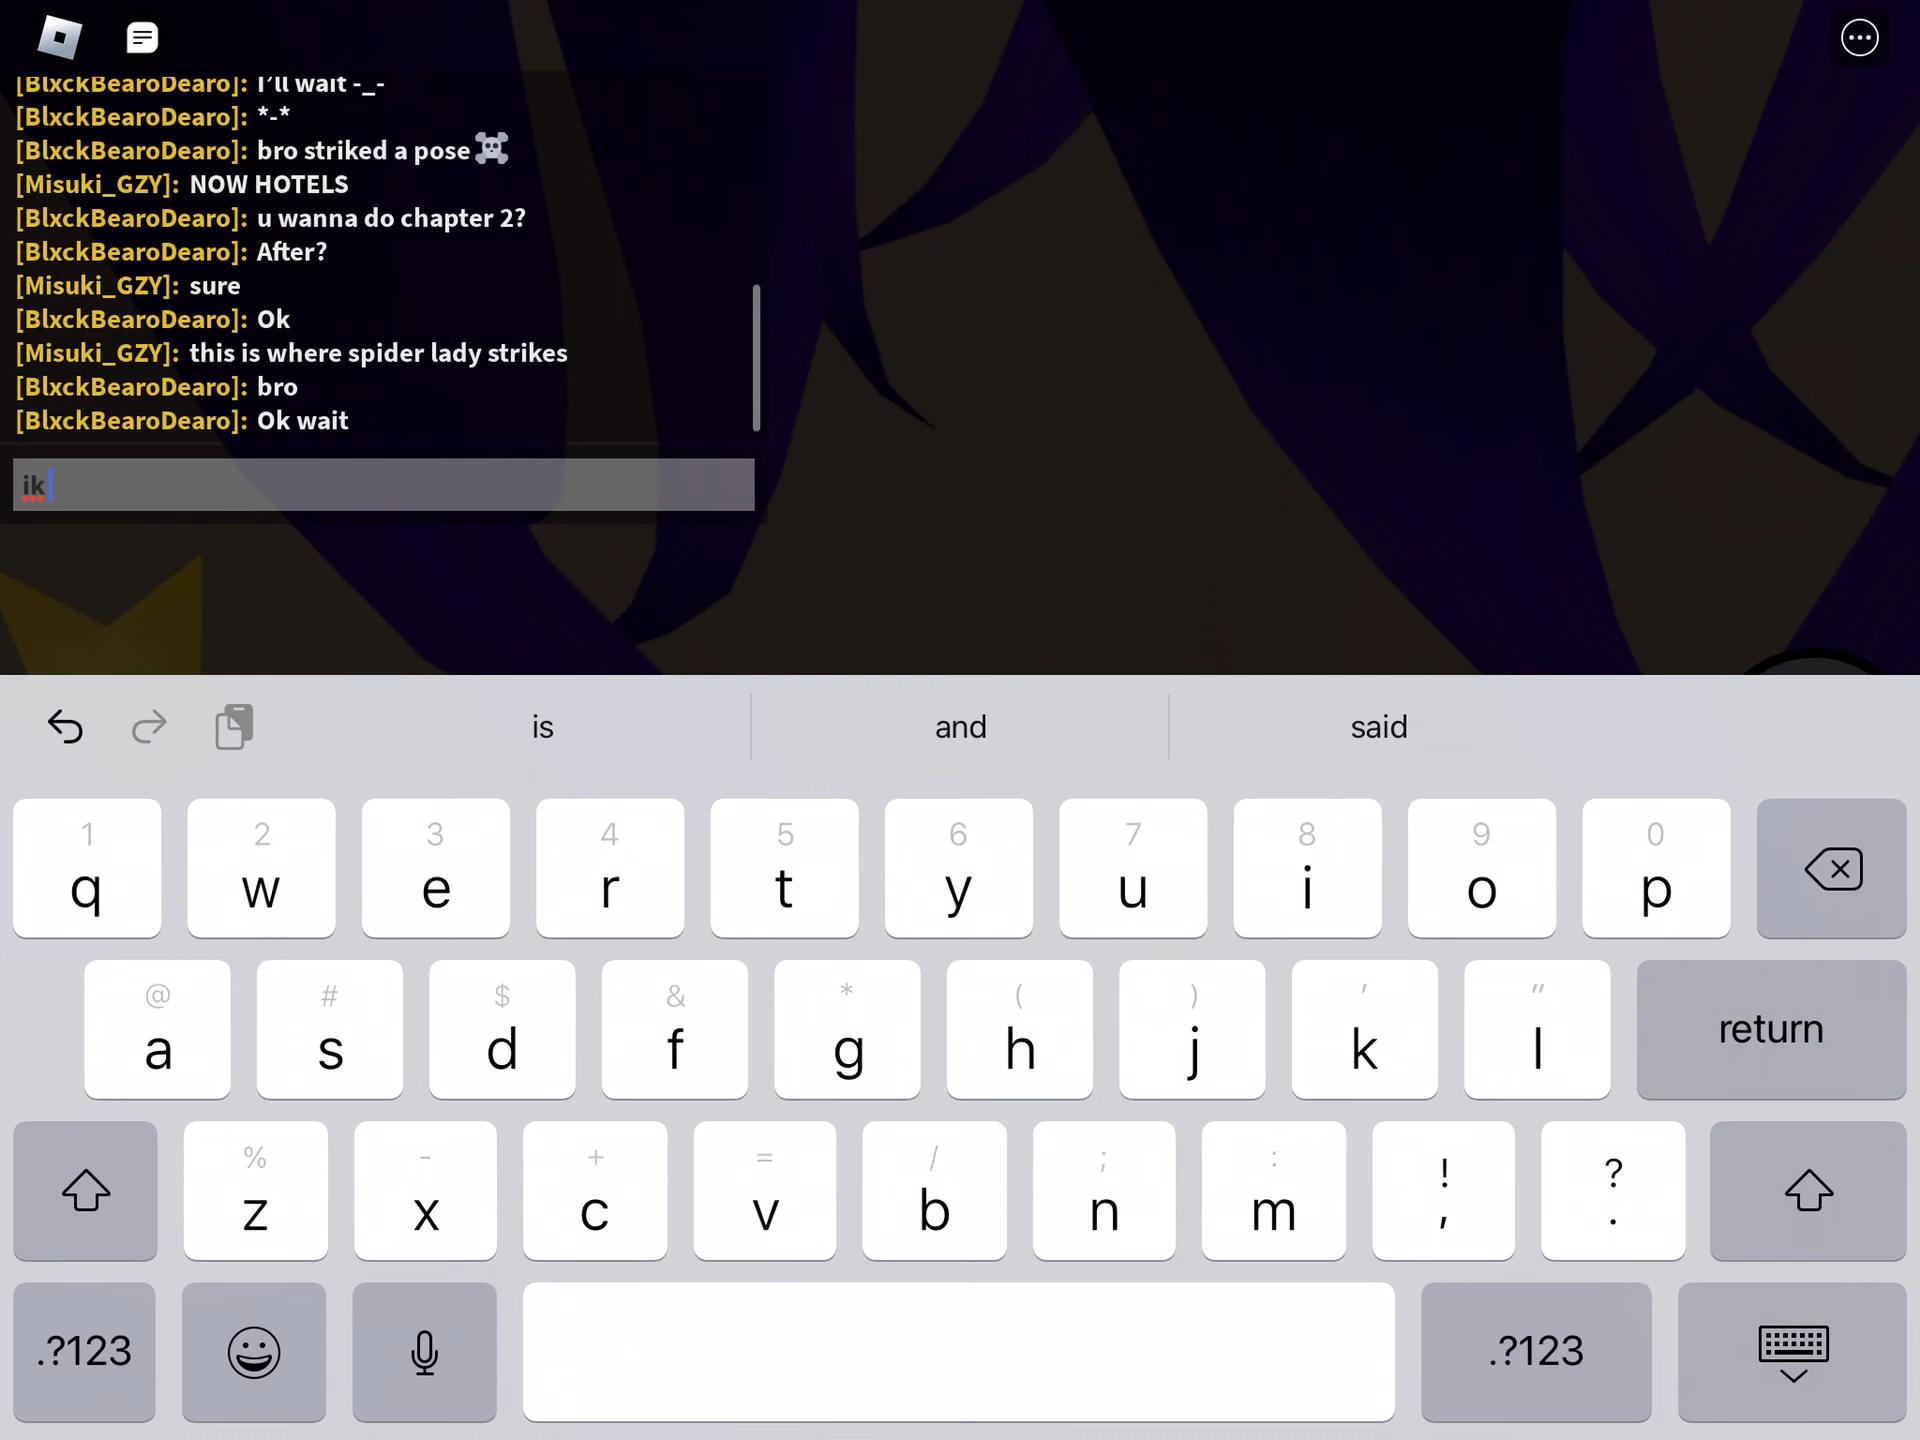 [BlxckBearoDearo]: I'll wait -_-
[BlxckBearoDearo]: *-*
[BlxckBearoDearo]: bro striked a pose☠️
[Misuki_GZY]: NOW HOTELS
[BlxckBearoDearo]: u wanna do chapter 2?
[BlxckBearoDearo]: After?
[Misuki_GZY]: sure
[BlxckBearoDearo]: Ok
[Misuki_GZY]: this is where spider lady strikes
[BlxckBearoDearo]: bro
[BlxckBearoDearo]: Ok wait
ik
is and said
1 2 3 4 5 6 7 8 9 0
q w e r t y u i o p
@ # $ & * ( ) ' "
a s d f g h j k l return
% - + = / ; : ! ?
z x c v b n m , .
.?123 .?123